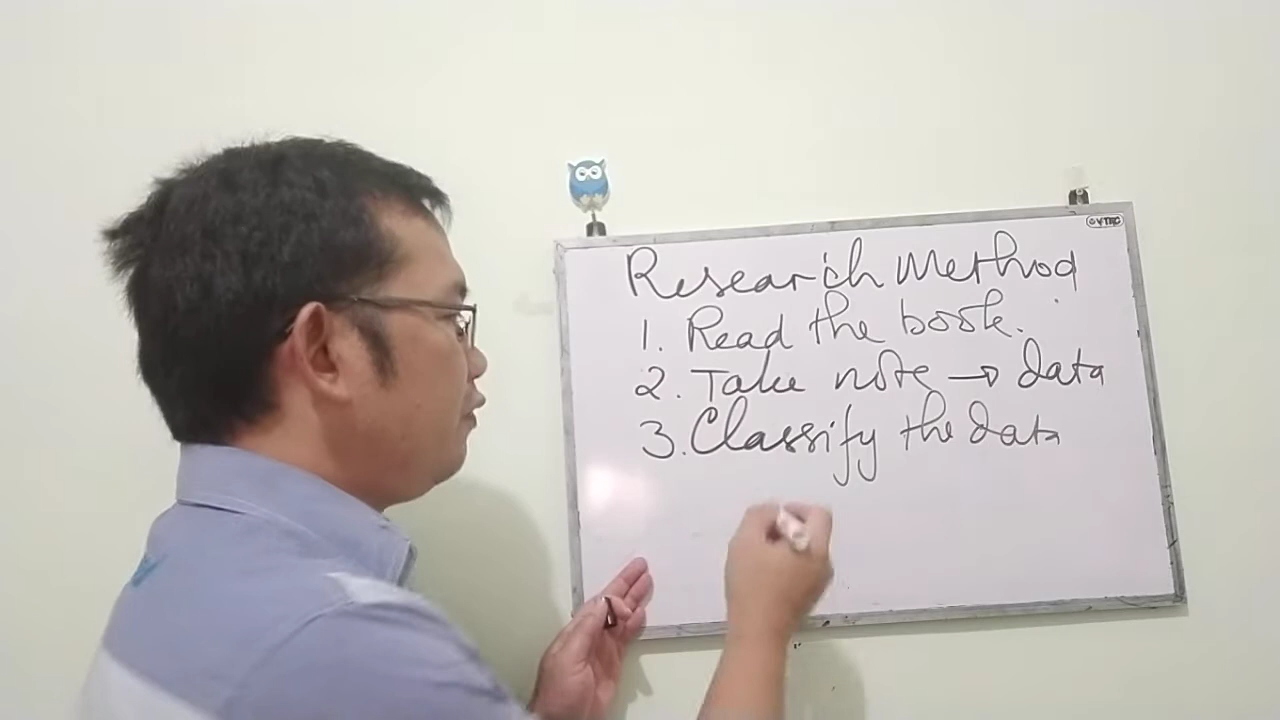 Research Method
1. Read the book.
2. Take note → data
3. Classify the data